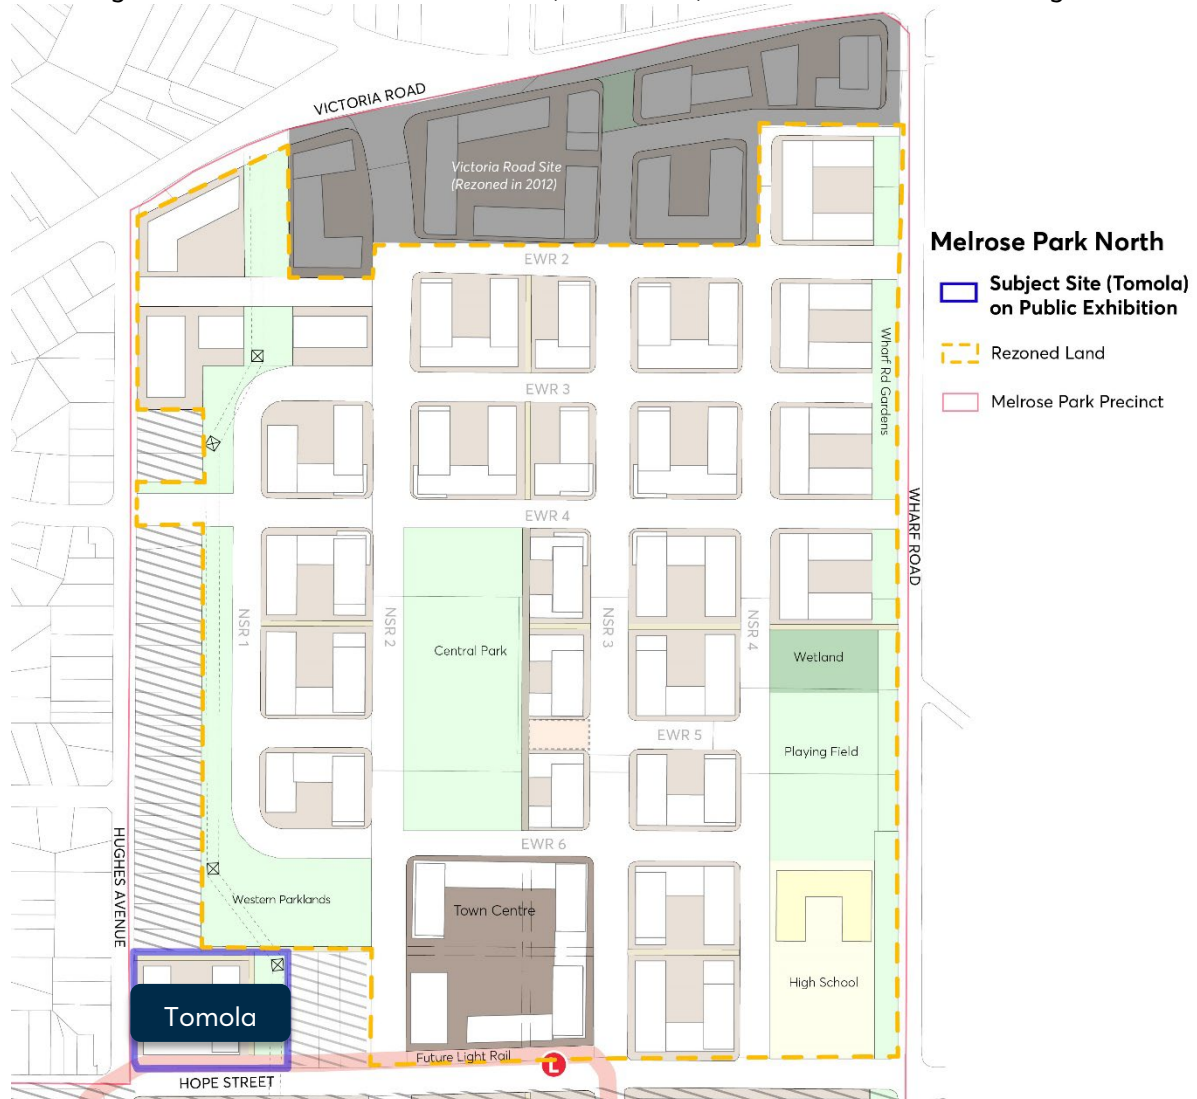 VICTORIA ROAD
Victoria Road Site
(Rezoned in 2012)
EWR 2
Melrose Park North
Subject Site (Tomola)
on Public Exhibition
Rezoned Land
Melrose Park Precinct
Wharf Rd Gardens
EWR 3
WHARF ROAD
EWR 4
NSR 1
NSR 2
NSR 3
NSR 4
Central Park
Wetland
EWR 5
Playing Field
HUGHES AVENUE
EWR 6
Western Parklands
Town Centre
High School
Tomola
Future Light Rail
L
HOPE STREET